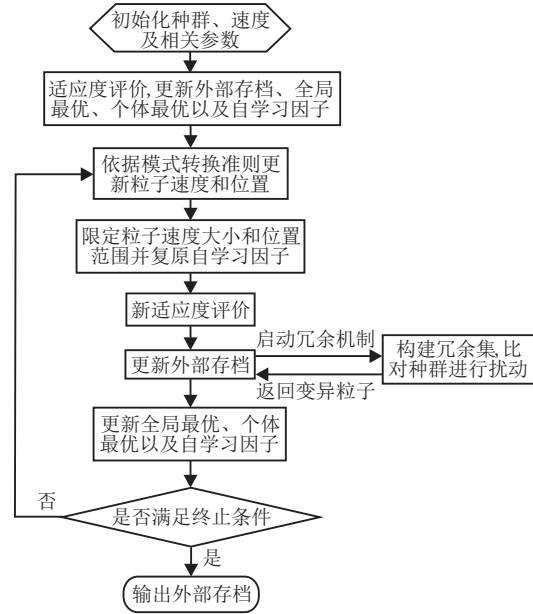 初始化种群、速度
及相关参数
适应度评价,更新外部存档、全局
最优、个体最优以及自学习因子
依据模式转换准则更
新粒子速度和位置
限定粒子速度大小和位置
范围并复原自学习因子
新适应度评价
启动冗余机制
更新外部存档
构建冗余集,比
对种群进行扰动
返回变异粒子
更新全局最优、个体
最优以及自学习因子
否
是否满足终止条件
是
输出外部存档